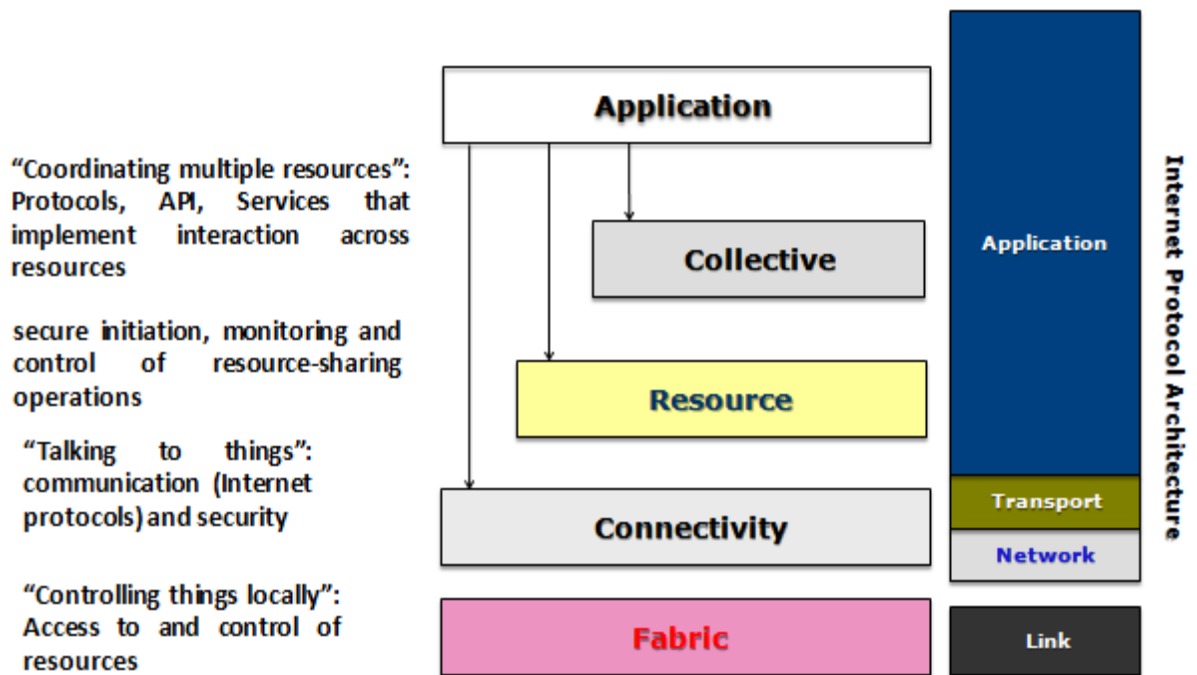 Application
“Coordinating multiple resources”:
Protocols, API, Services that
implement interaction across
resources
Collective
secure initiation, monitoring and
control of resource-sharing
operations
Resource
“Talking to things”:
communication (Internet
protocols) and security
Connectivity
“Controlling things locally”:
Access to and control of
resources
Fabric
Application
Transport
Network
Link
Internet Protocol Architecture